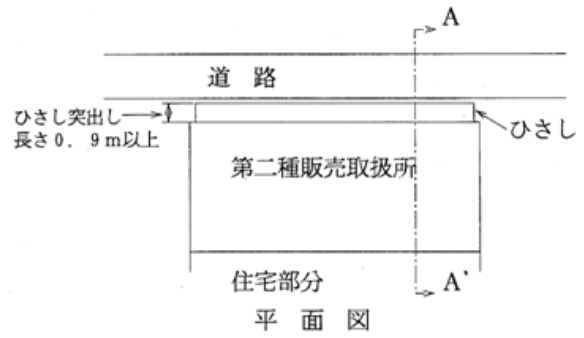 A
道 路
ひさし突出し
長さ0．9m以上
ひさし
第二種販売取扱所
住宅部分
A'
平 面 図